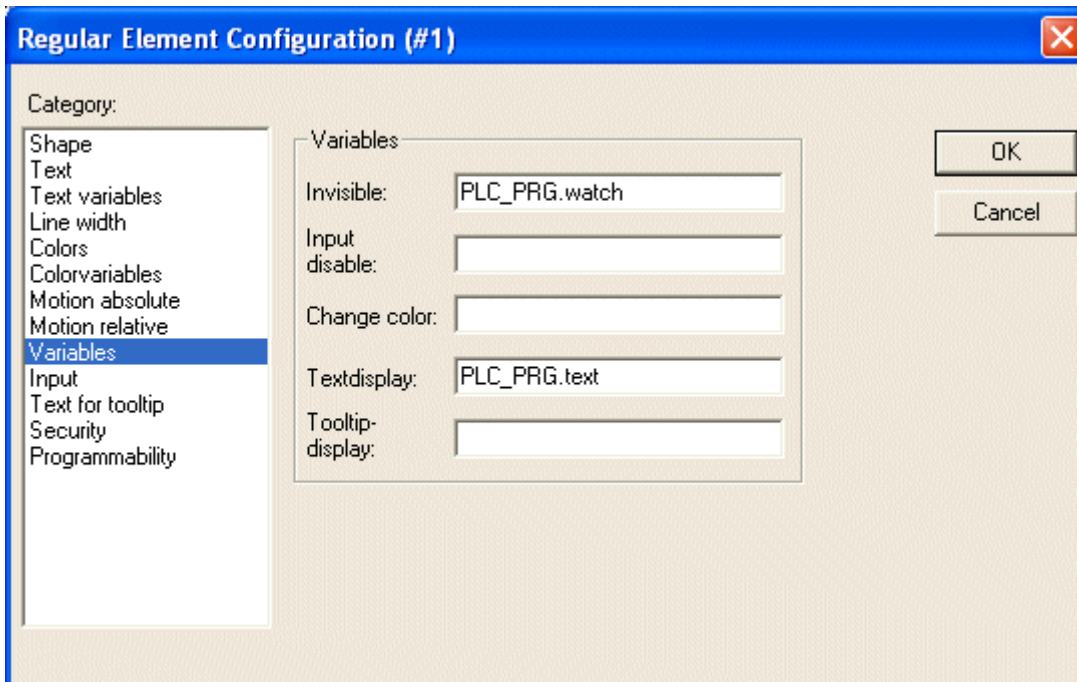 Regular Element Configuration (#1)
Category:
Shape
Text
Text variables
Line width
Colors
Colorvariables
Motion absolute
Motion relative
Variables
Input
Text for tooltip
Security
Programmability
Variables
Invisible: PLC_PRG.watch
Input
disable:
Change color:
Textdisplay: PLC_PRG.text
Tooltip-
display:
OK
Cancel